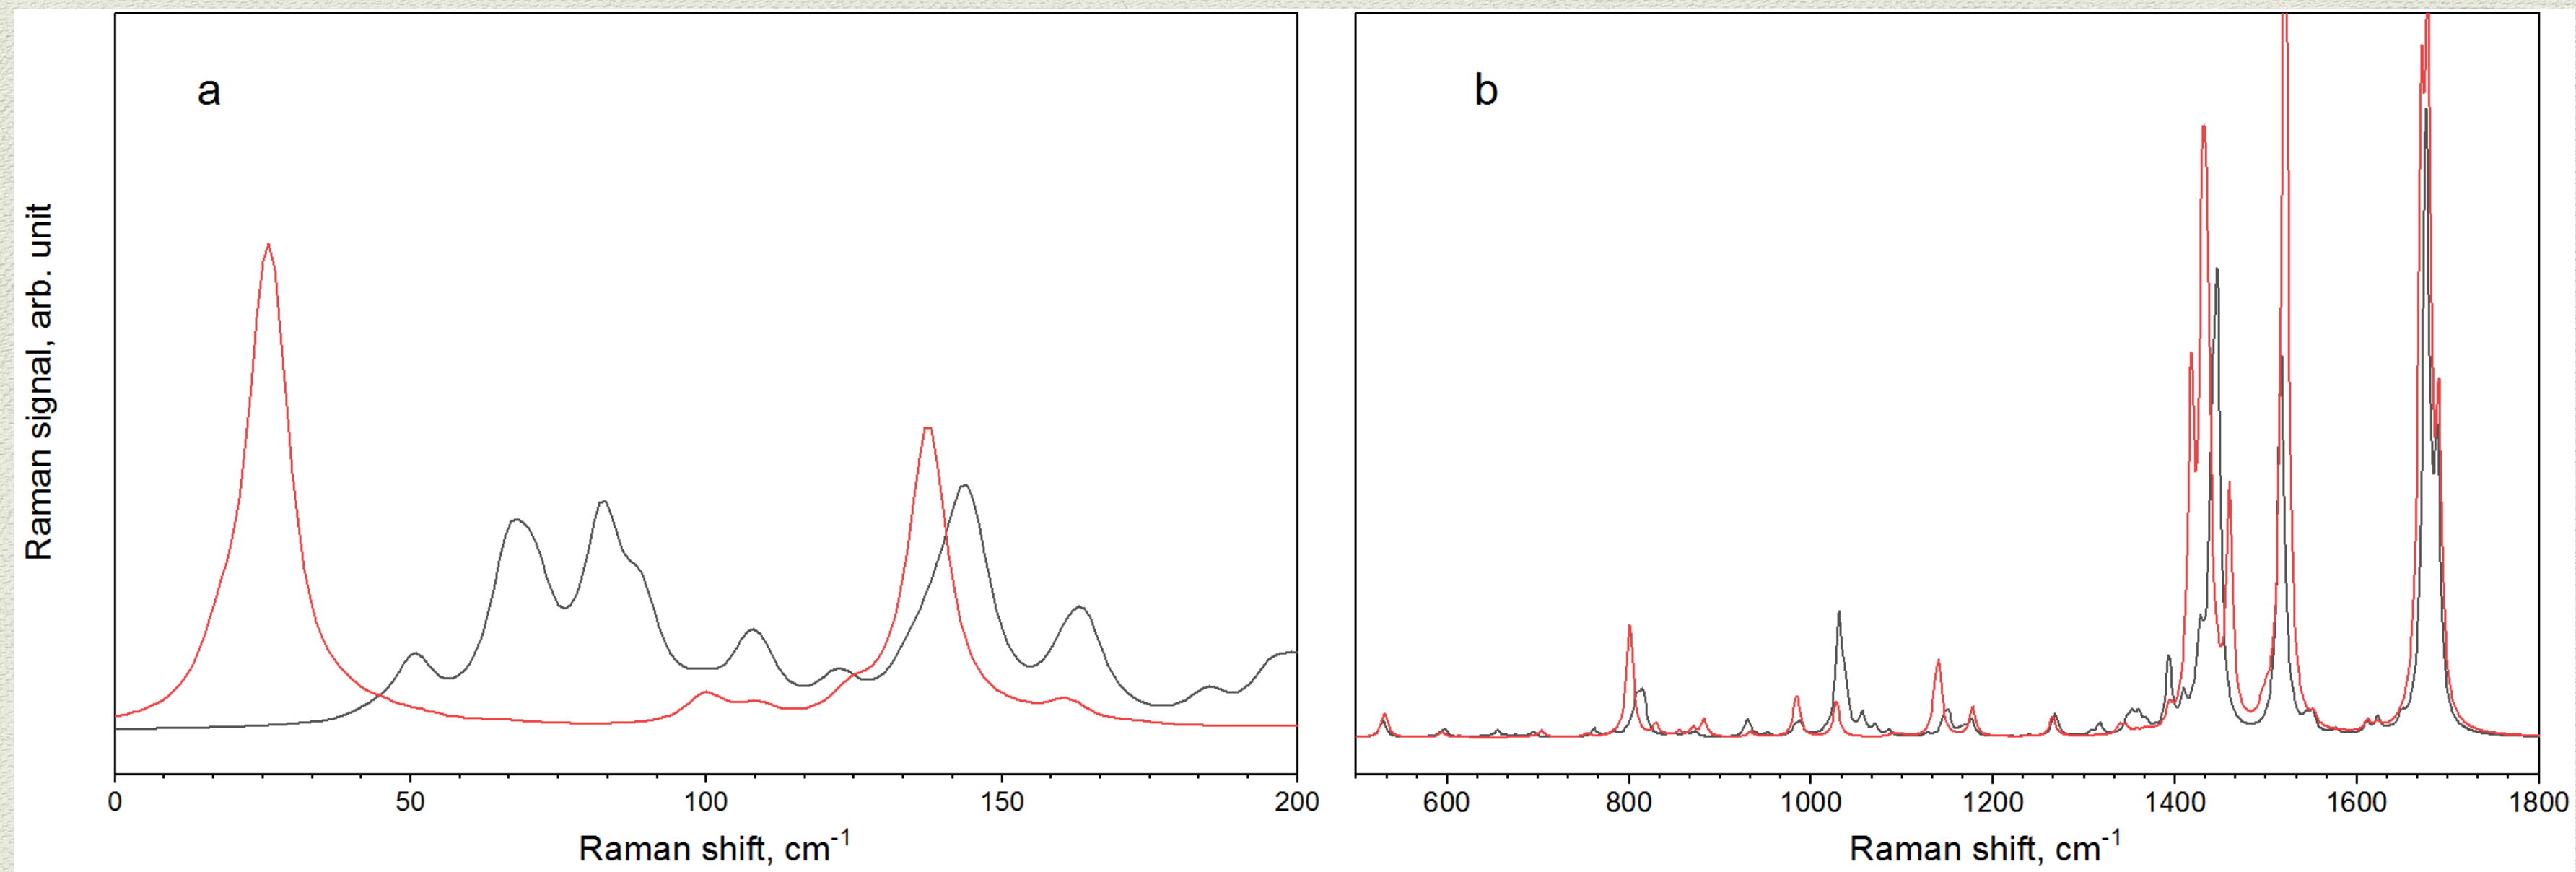 a
Raman signal, arb. unit
0 50 100 150 200
Raman shift, cm⁻¹
b
600 800 1000 1200 1400 1600 1800
Raman shift, cm⁻¹